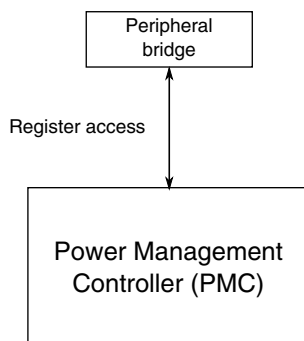 Peripheral
bridge
Register access
Power Management
Controller (PMC)